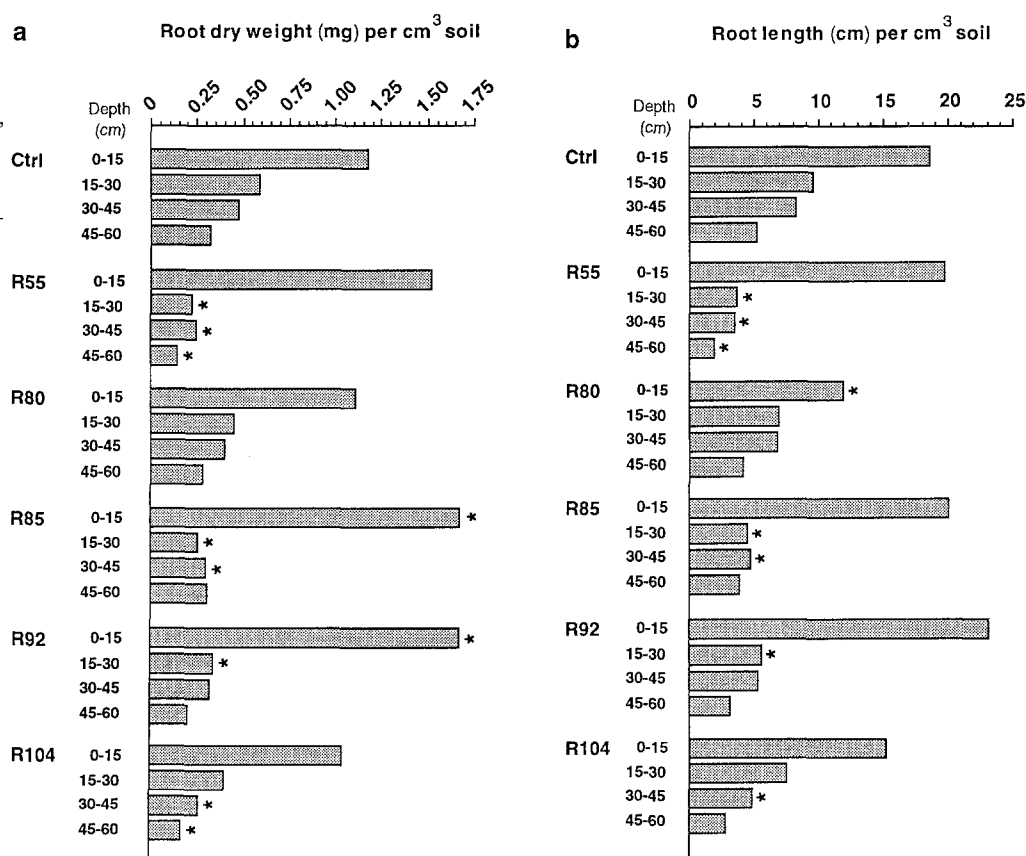 a
Root dry weight (mg) per cm3 soil
Depth (cm)
0 0.25 0.50 0.75 1.00 1.25 1.50 1.75
Ctrl 0-15
15-30
30-45
45-60
R55 0-15
15-30 *
30-45 *
45-60 *
R80 0-15
15-30
30-45
45-60
R85 0-15 *
15-30 *
30-45 *
45-60
R92 0-15 *
15-30 *
30-45
45-60
R104 0-15
15-30
30-45 *
45-60 *
b
Root length (cm) per cm3 soil
Depth (cm)
0 5 10 15 20 25
Ctrl 0-15
15-30
30-45
45-60
R55 0-15
15-30 *
30-45 *
45-60 *
R80 0-15 *
15-30
30-45
45-60
R85 0-15
15-30 *
30-45 *
45-60
R92 0-15
15-30 *
30-45
45-60
R104 0-15
15-30
30-45 *
45-60